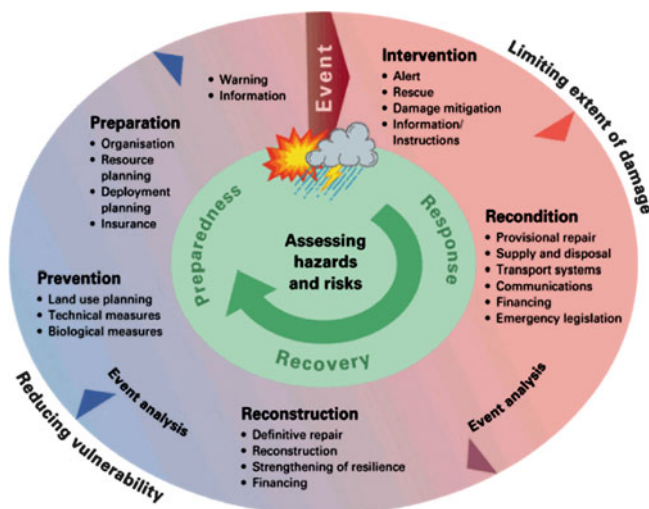 Event
Intervention
• Alert
• Rescue
• Damage mitigation
• Information/
Instructions
Limiting extent of damage
Recondition
• Provisional repair
• Supply and disposal
• Transport systems
• Communications
• Financing
• Emergency legislation
Event analysis
Reconstruction
• Definitive repair
• Reconstruction
• Strengthening of resilience
• Financing
Event analysis
Reducing vulnerability
Prevention
• Land use planning
• Technical measures
• Biological measures
Preparation
• Organisation
• Resource
planning
• Deployment
planning
• Insurance
• Warning
• Information
Preparedness
Response
Recovery
Assessing
hazards
and risks